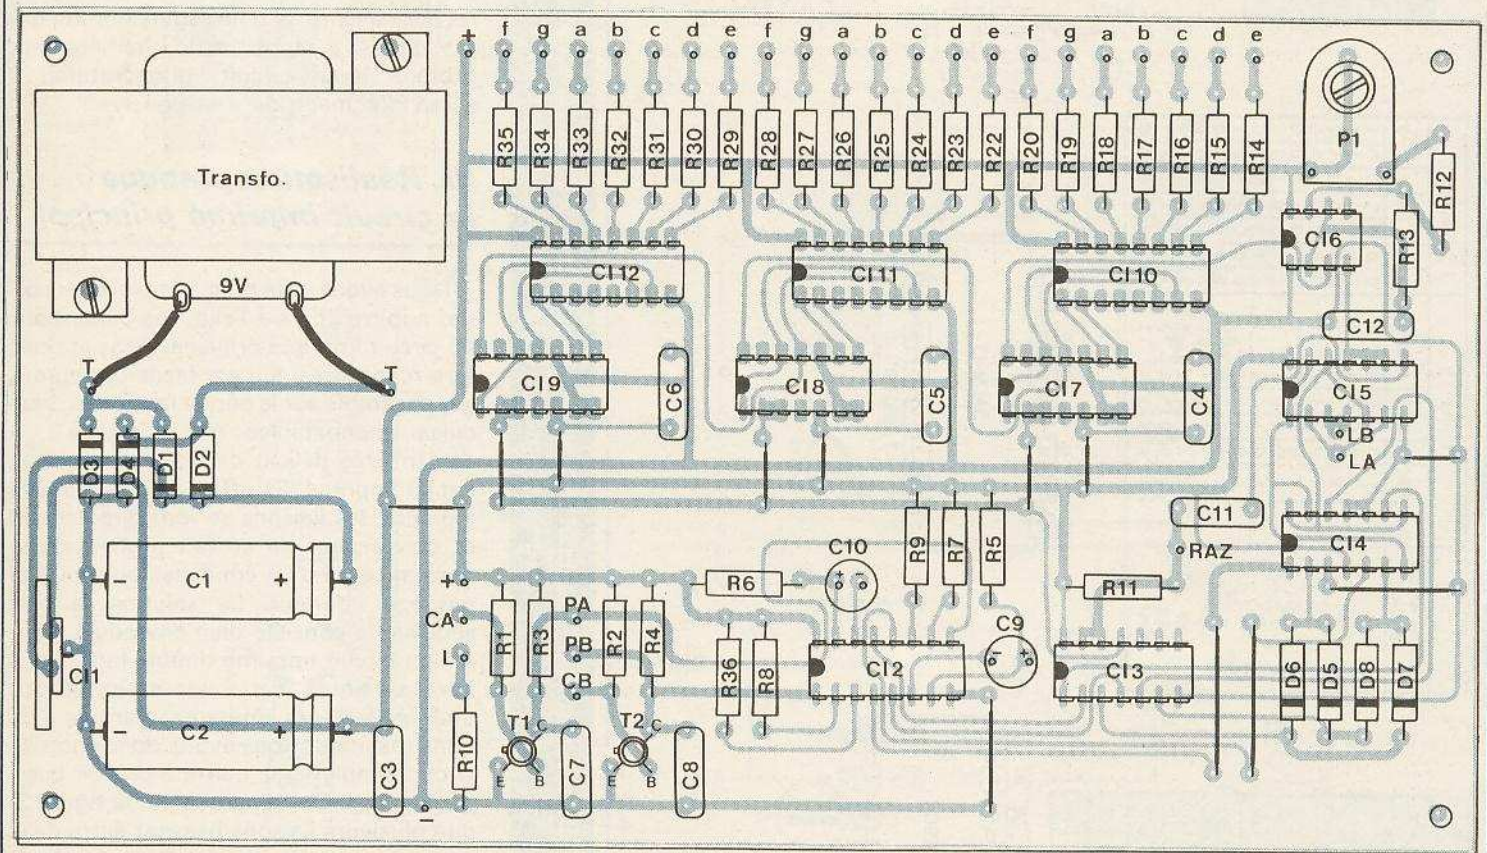 + f g a b c d e f g a b c d e f g a b c d e
R35 R34 R33 R32 R31 R30 R29 R28 R27 R26 R25 R24 R23 R22 R20 R19 R18 R17 R16 R15 R14
P1
R12
Transfo.
CI6
R13
9V
CI12 CI11 CI10
C12
T T
CI9 C6 CI8 C5 CI7 C4 CI5
LB
LA
D3 D4 D1 D2
C11
CI4
RAZ
- C1 +
+
R6
C10
+ -
R9 R7 R5
R11
CA
R1 R3 PA R2 R4
L
PB
CB
CI1
R36 R8 CI2
C9
- +
CI3
D6 D5 D8 D7
- C2 +
C3
R10
T1 C
E B
C7
T2 C
E B
C8
-